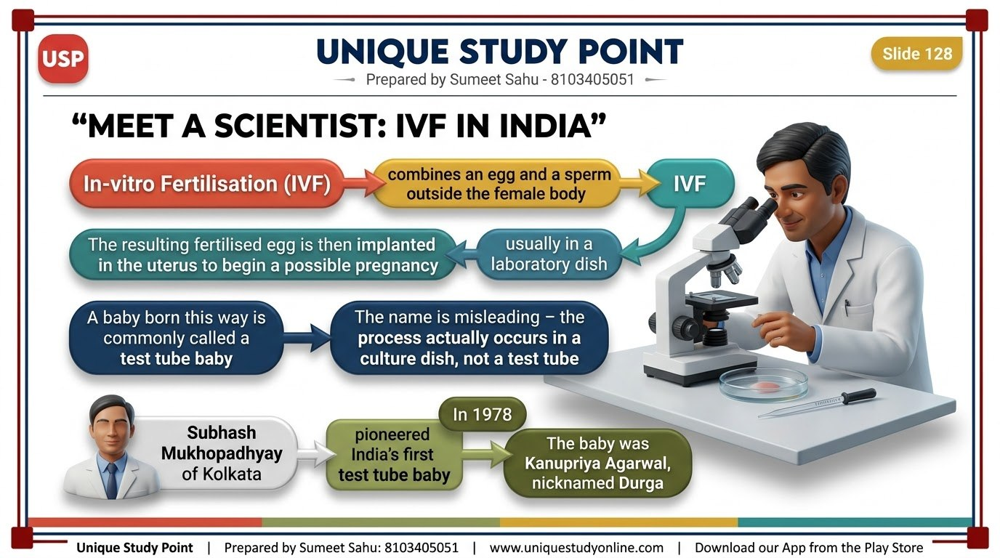 USP
UNIQUE STUDY POINT
Prepared by Sumeet Sahu - 8103405051
Slide 128
“MEET A SCIENTIST: IVF IN INDIA”
In-vitro Fertilisation (IVF)
combines an egg and a sperm
outside the female body
IVF
usually in a
laboratory dish
The resulting fertilised egg is then implanted
in the uterus to begin a possible pregnancy
A baby born this way is
commonly called a
test tube baby
The name is misleading – the
process actually occurs in a
culture dish, not a test tube
Subhash
Mukhopadhyay
of Kolkata
pioneered
India’s first
test tube baby
In 1978
The baby was
Kanupriya Agarwal,
nicknamed Durga
Unique Study Point | Prepared by Sumeet Sahu: 8103405051 | www.uniquestudyonline.com | Download our App from the Play Store